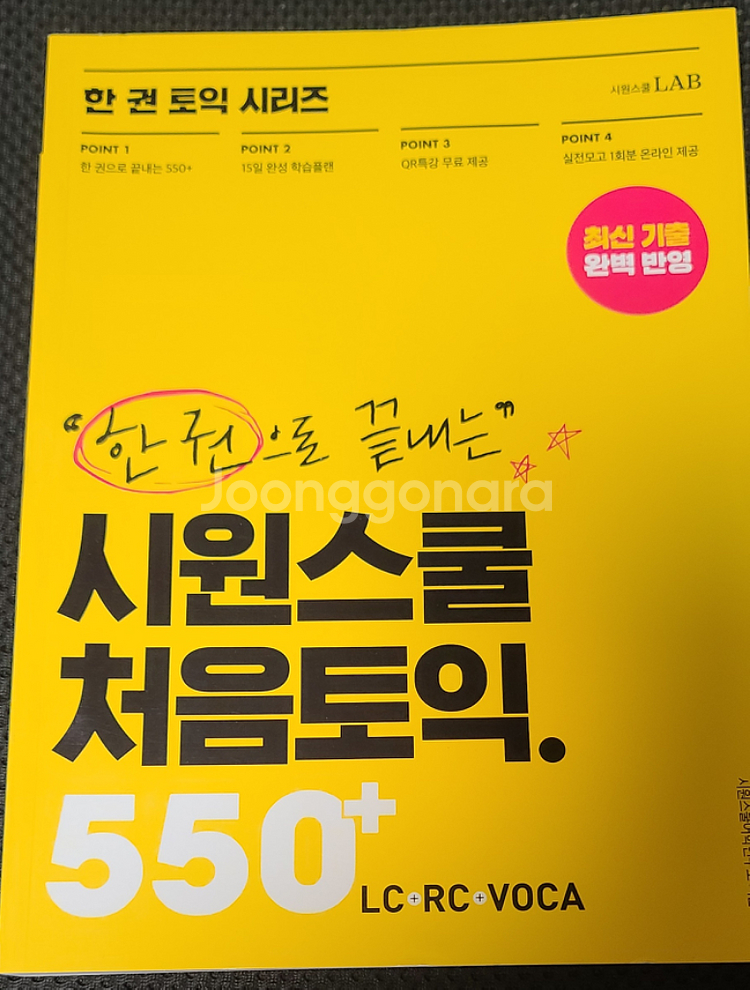 한 권 토익 시리즈
시원스쿨 LAB
POINT 1
한 권으로 끝내는 550+
POINT 2
15일 완성 학습플랜
POINT 3
QR특강 무료 제공
POINT 4
실전모고 1회분 온라인 제공
최신 기출
완벽 반영
“한 권으로 끝내는”
Joonggonara
시원스쿨
처음토익.
550+
LC+RC+VOCA